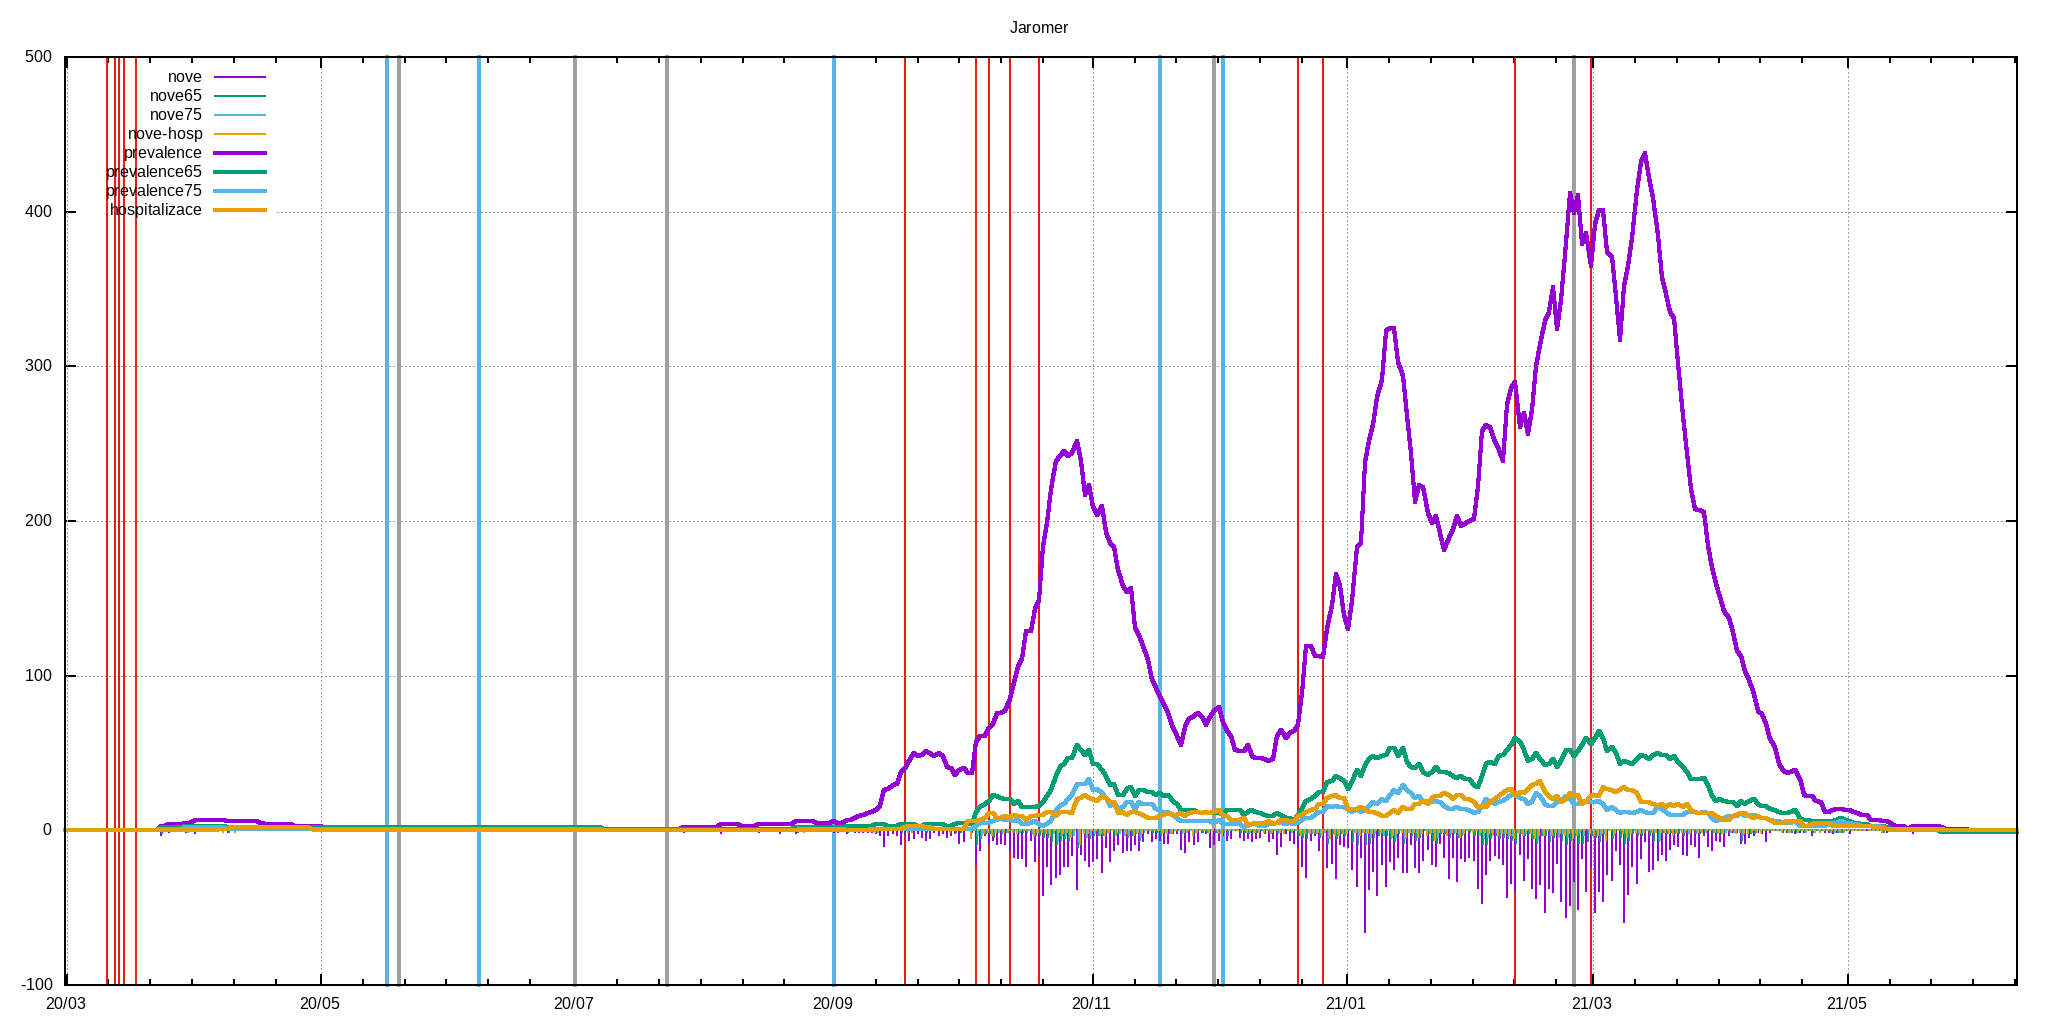 Jaromer
500
nove
nove65
nove75
nove-hosp
prevalence
prevalence65
prevalence75
hospitalizace
400
300
200
100
0
-100
20/03 20/05 20/07 20/09 20/11 21/01 21/03 21/05